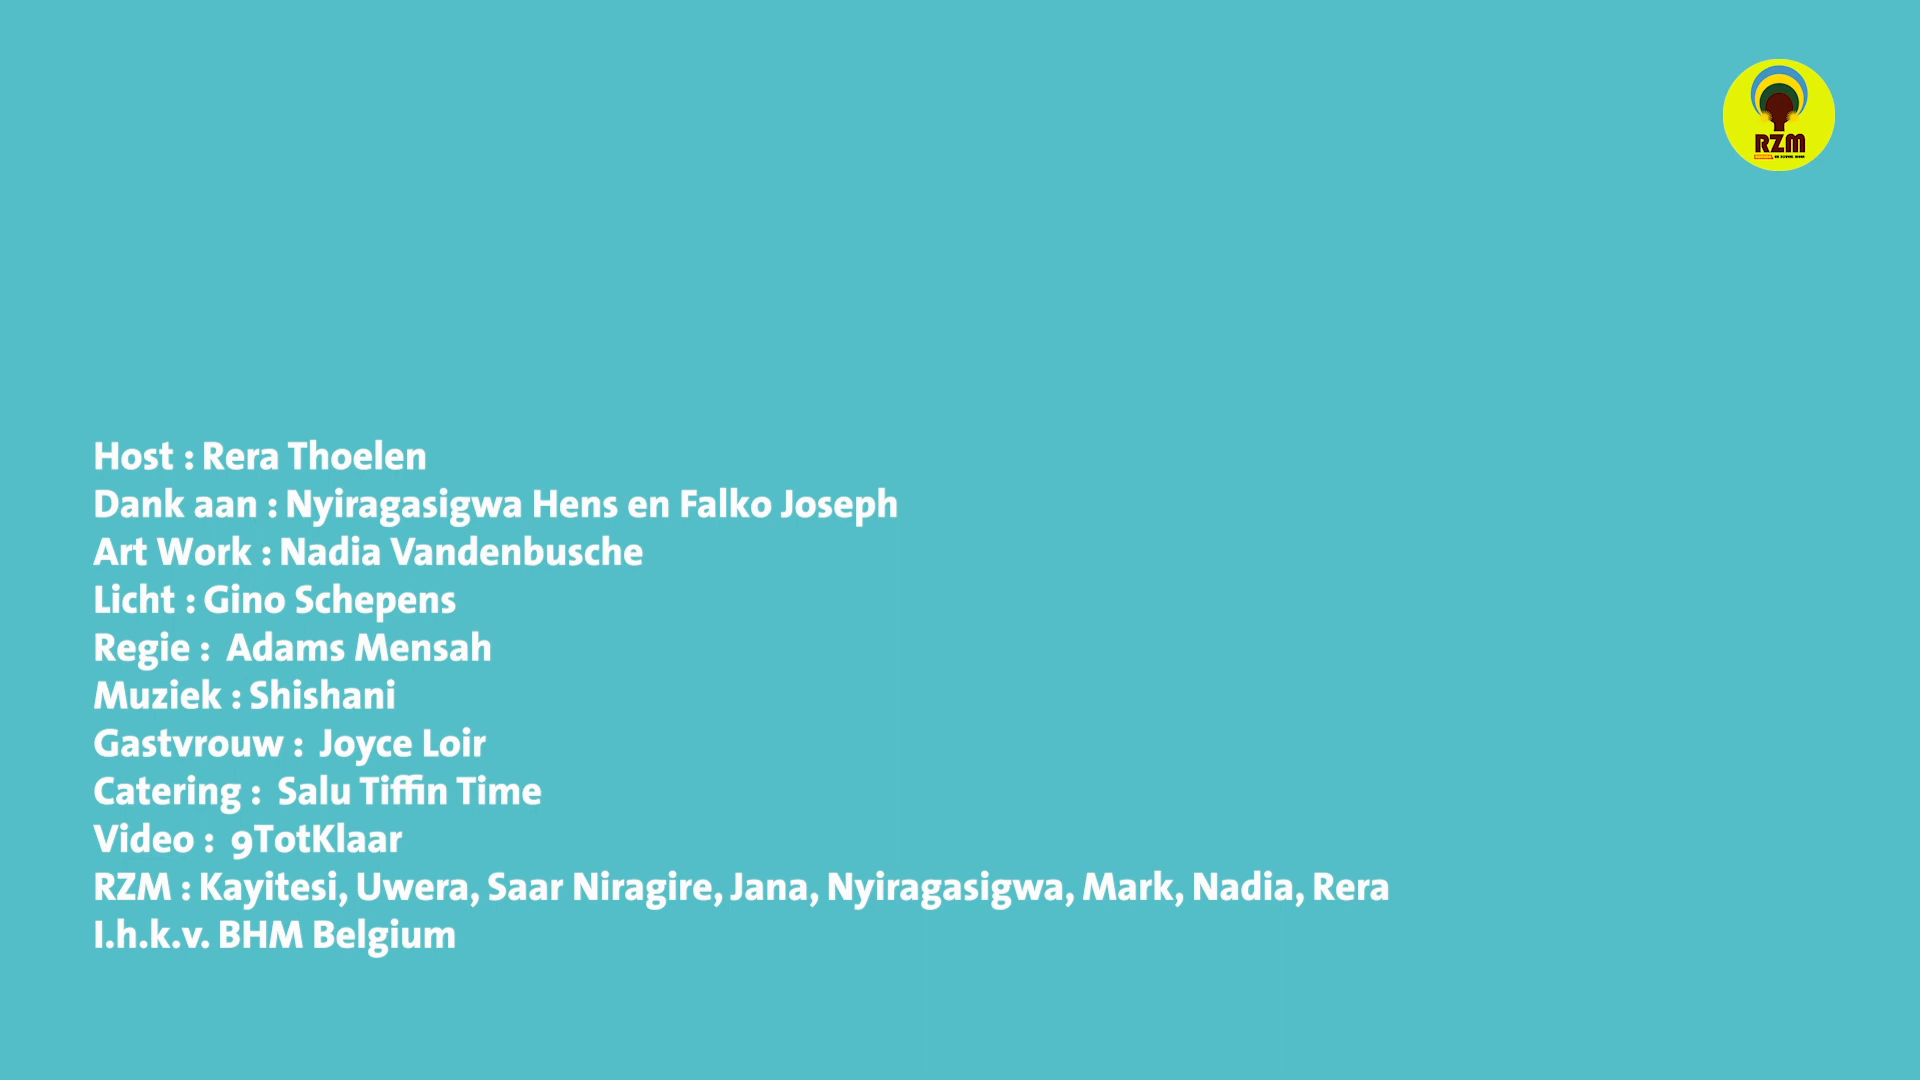 RZM
Host : Rera Thoelen
Dank aan : Nyiragasigwa Hens en Falko Joseph
Art Work : Nadia Vandenbusche
Licht : Gino Schepens
Regie :  Adams Mensah
Muziek : Shishani
Gastvrouw :  Joyce Loir
Catering :  Salu Tiffin Time
Video :  9TotKlaar
RZM : Kayitesi, Uwera, Saar Niragire, Jana, Nyiragasigwa, Mark, Nadia, Rera
I.h.k.v. BHM Belgium